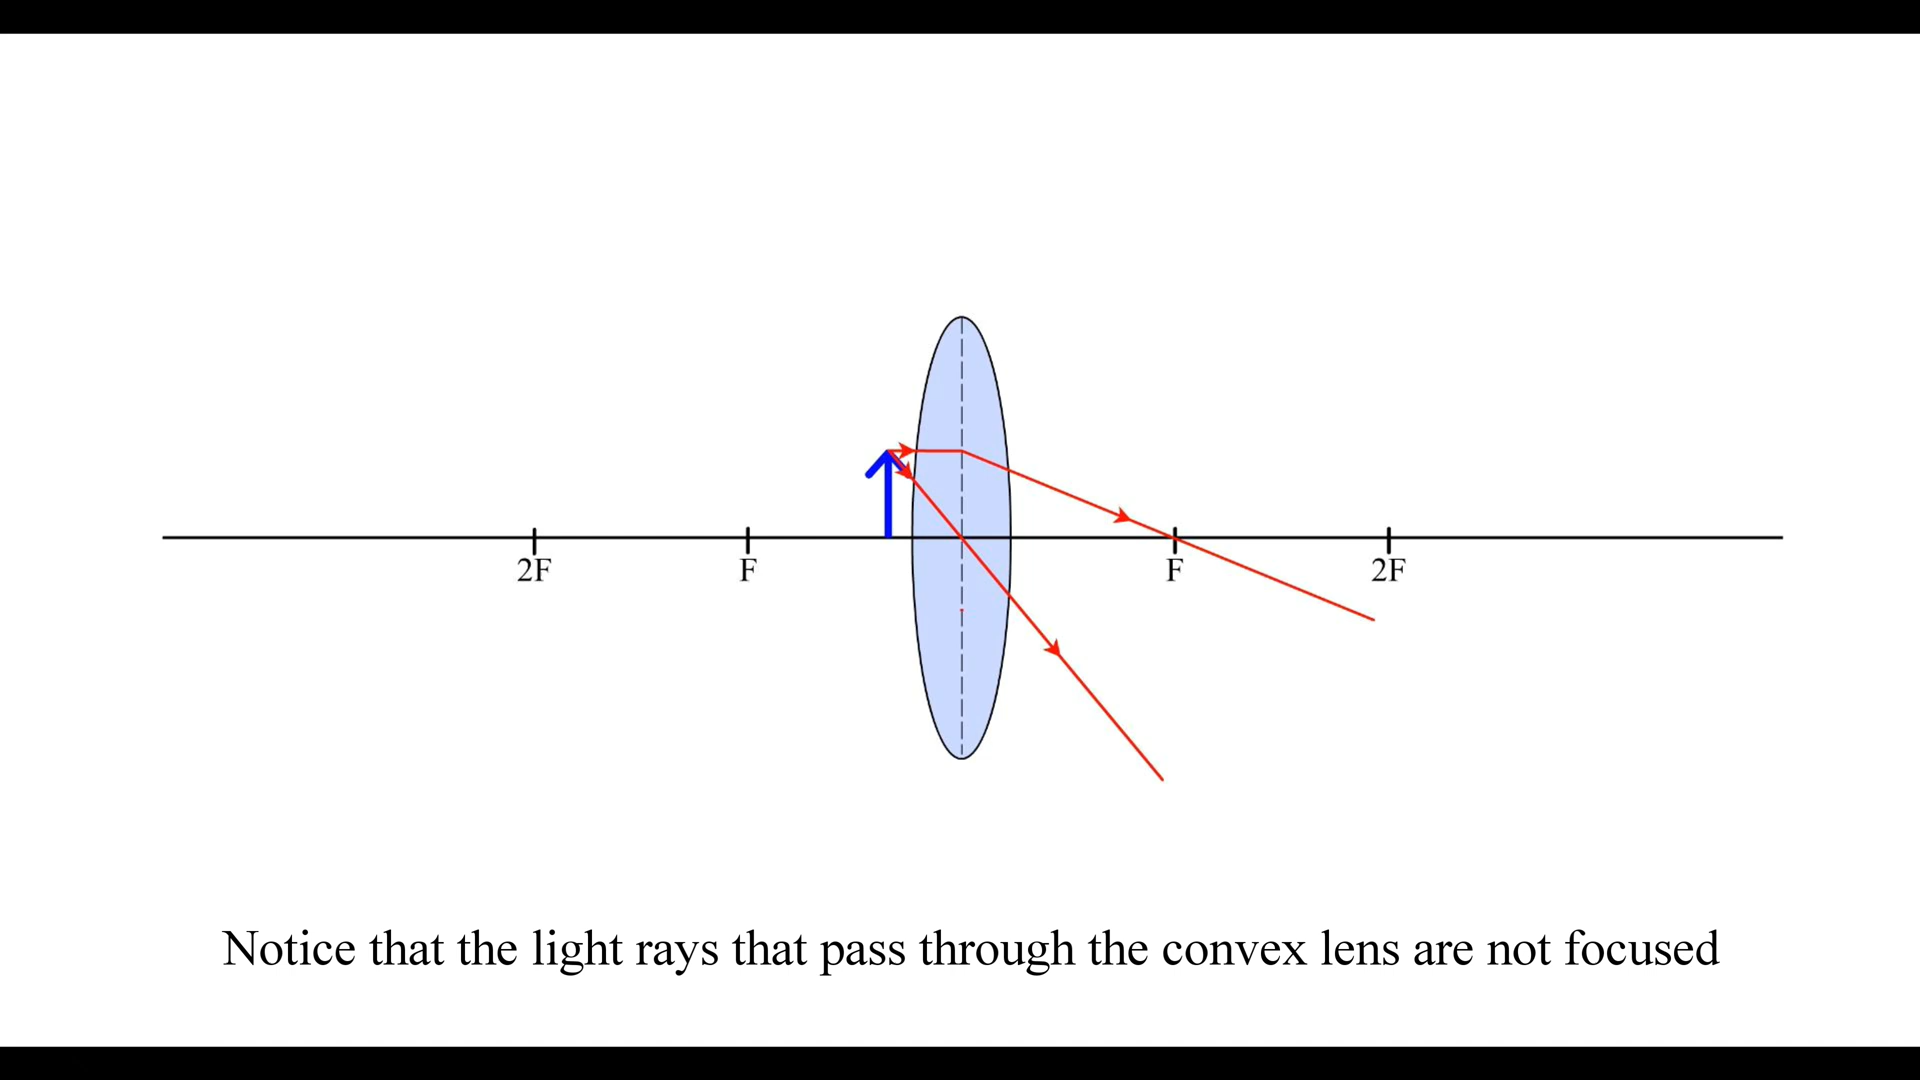 2F F F 2F
Notice that the light rays that pass through the convex lens are not focused